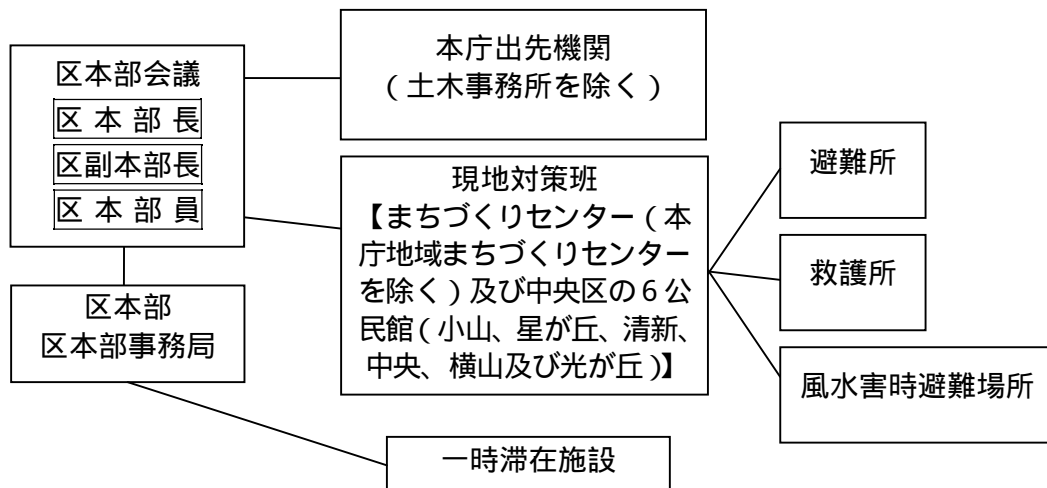 区本部会議
区本部長
区副本部長
区本部員
区本部
区本部事務局
本庁出先機関
（土木事務所を除く）
現地対策班
【まちづくりセンター（本
庁地域まちづくりセンター
を除く）及び中央区の６公
民館（小山、星が丘、清新、
中央、横山及び光が丘）】
一時滞在施設
避難所
救護所
風水害時避難場所